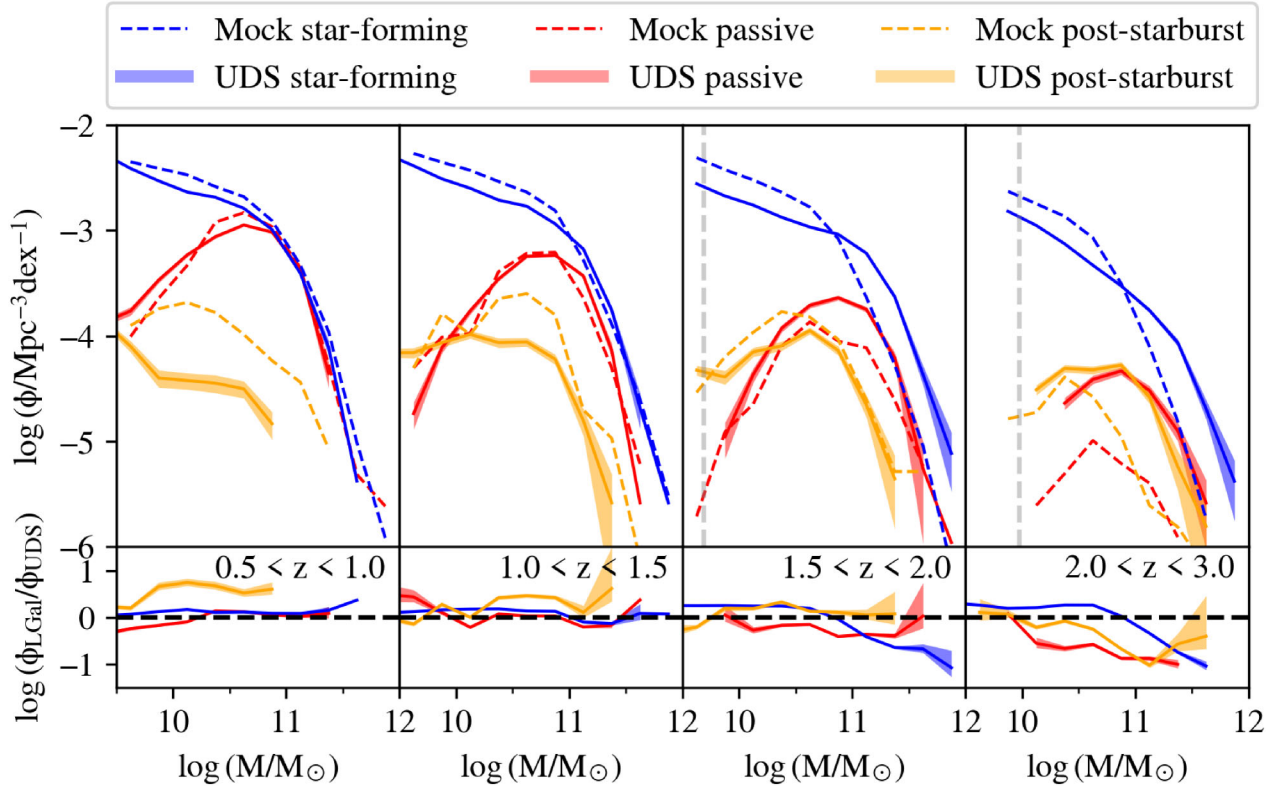 Mock star-forming Mock passive Mock post-starburst
UDS star-forming UDS passive UDS post-starburst
−2
−3
−4
−5
−6
log (ϕ/Mpc⁻³dex⁻¹)
0.5 < z < 1.0 1.0 < z < 1.5 1.5 < z < 2.0 2.0 < z < 3.0
1
0
−1
log (ϕLGal/ϕUDS)
10 11 12 10 11 12 10 11 12 10 11 12
log (M/M⊙) log (M/M⊙) log (M/M⊙) log (M/M⊙)